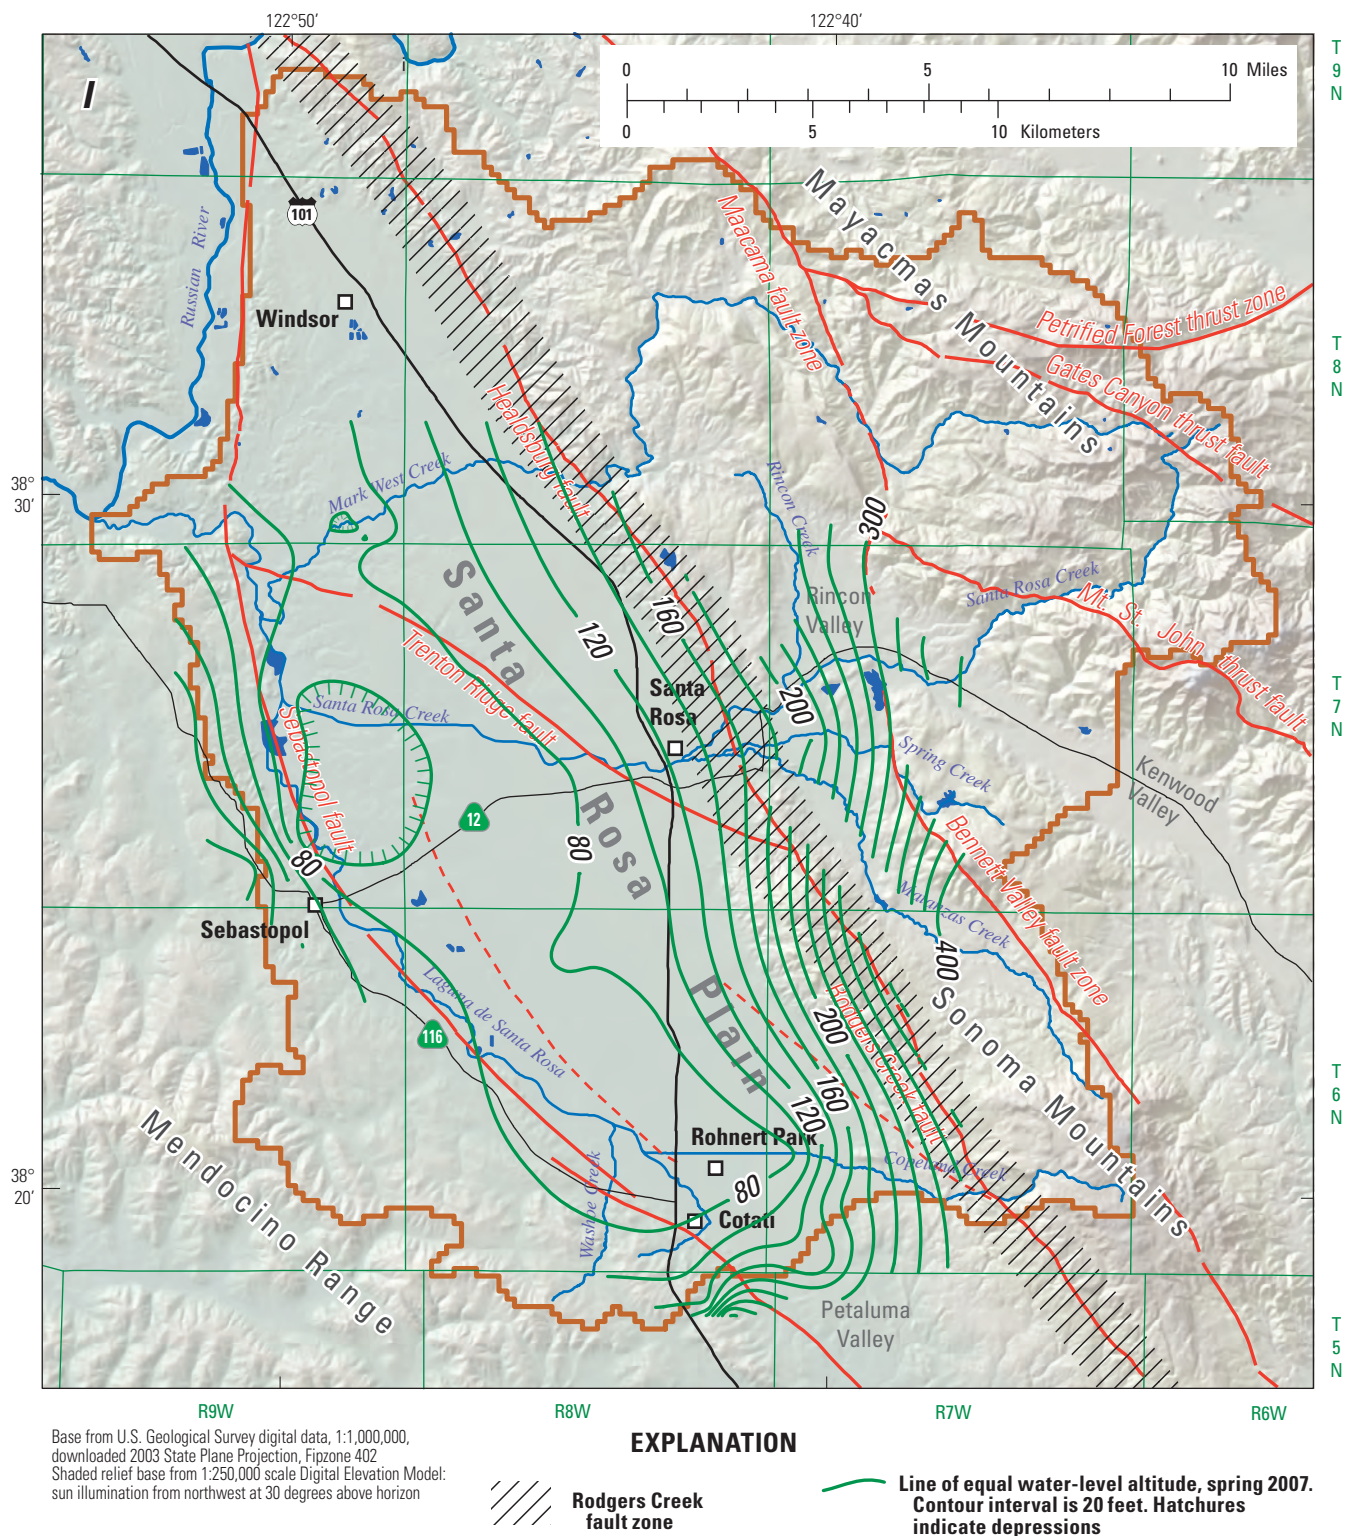 122°50′
122°40′
T
9
N
I
0
5
10 Miles
0
5
10 Kilometers
Mayacmas Mountains
Maacama fault zone
101
Russian River
Windsor
Petrified Forest thrust zone
Gates Canyon thrust fault
T
8
N
Healdsburg fault
Mark West Creek
Rincon Creek
38°
30′
300
Santa Rosa Creek
Rincon
Valley
Mt. St. John thrust fault
Santa Rosa Plain
160
120
Trenton Ridge fault
Santa
Rosa
200
T
7
N
Santa Rosa Creek
Sebastopol fault
Spring Creek
Kenwood
Valley
12
80
80
Bennett Valley fault zone
Matanzas Creek
Sebastopol
400
Sonoma Mountains
Laguna de Santa Rosa
Rodgers Creek fault
200
116
160
120
T
6
N
Mendocino Range
Rohnert Park
Copeland Creek
38°
20′
80
Washoe Creek
Cotati
Petaluma
Valley
T
5
N
R9W
R8W
R7W
R6W
Base from U.S. Geological Survey digital data, 1:1,000,000,
downloaded 2003 State Plane Projection, Fipzone 402
Shaded relief base from 1:250,000 scale Digital Elevation Model:
sun illumination from northwest at 30 degrees above horizon
EXPLANATION
Rodgers Creek
fault zone
Line of equal water-level altitude, spring 2007.
Contour interval is 20 feet. Hatchures
indicate depressions